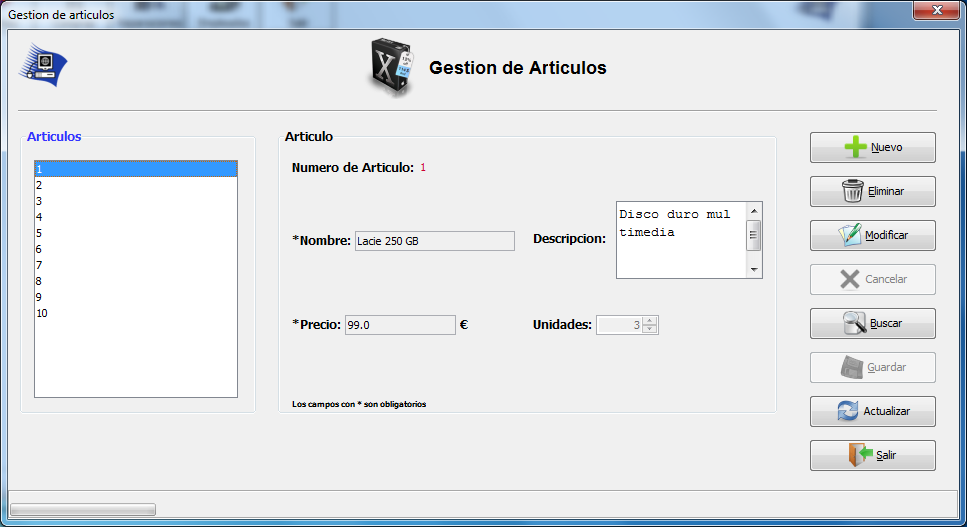 Gestion de articulos
Gestion de Articulos
Articulos
1
2
3
4
5
6
7
8
9
10
Articulo
Numero de Articulo: 1
*Nombre: Lacie 250 GB
Descripcion:
Disco duro mul
timedia
*Precio: 99.0 €
Unidades: 3
Los campos con * son obligatorios
Nuevo
Eliminar
Modificar
Cancelar
Buscar
Guardar
Actualizar
Salir